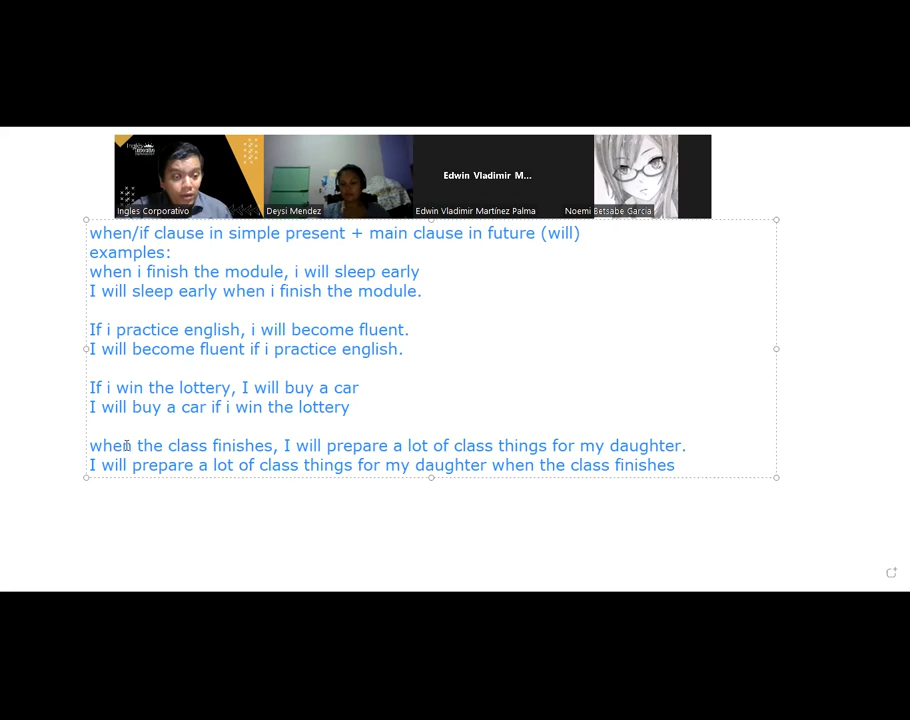 Ingles Corporativo
Deysi Mendez
Edwin Vladimir M...
Edwin Vladimir Martínez Palma
Noemi Betsabe Garcia
when/if clause in simple present + main clause in future (will)
examples:
when i finish the module, i will sleep early
I will sleep early when i finish the module.
If i practice english, i will become fluent.
I will become fluent if i practice english.
If i win the lottery, I will buy a car
I will buy a car if i win the lottery
when the class finishes, I will prepare a lot of class things for my daughter.
I will prepare a lot of class things for my daughter when the class finishes